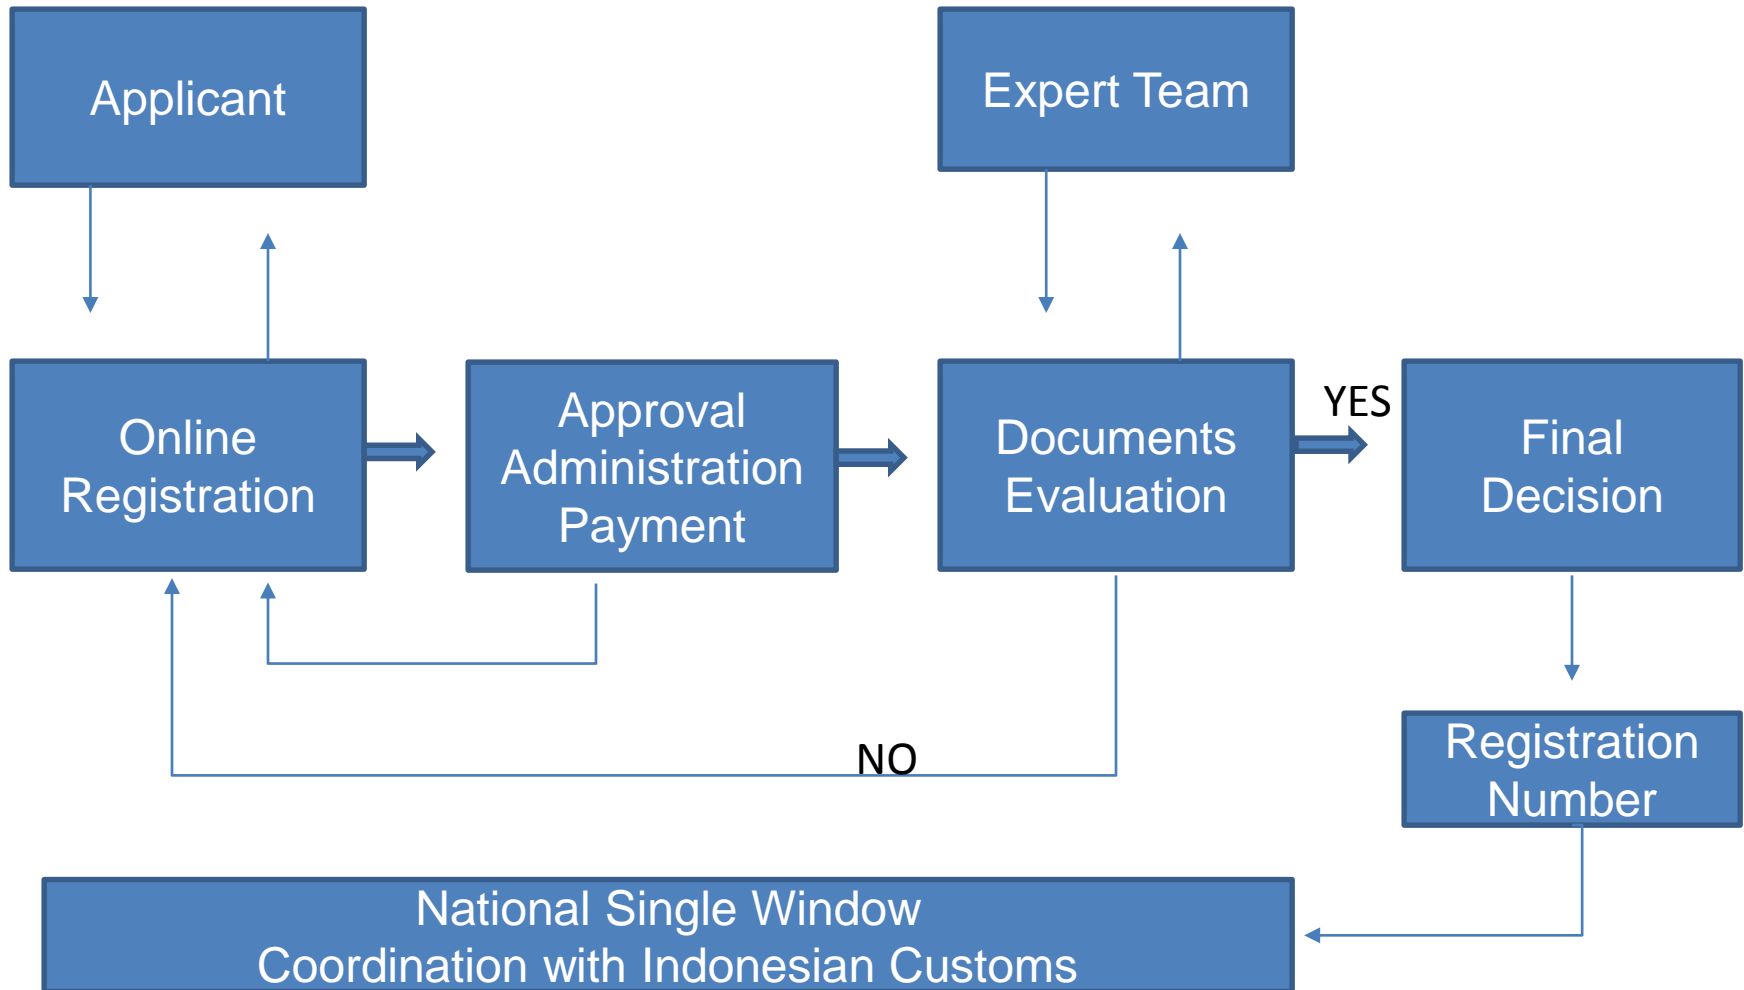 Applicant
Expert Team
Online
Registration
Approval
Administration
Payment
Documents
Evaluation
YES
Final
Decision
NO
Registration
Number
National Single Window
Coordination with Indonesian Customs